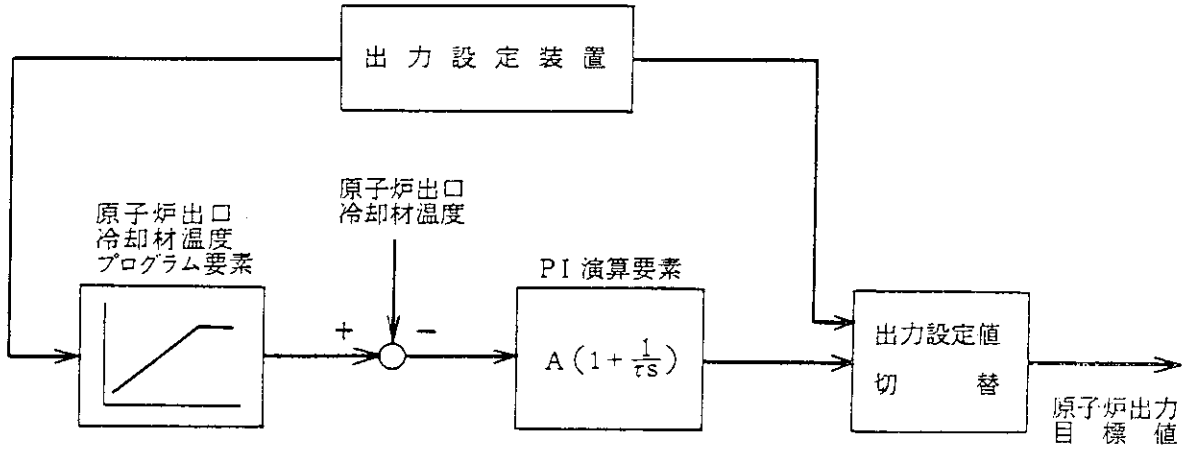 出力設定装置
原子炉出口
冷却材温度
原子炉出口
冷却材温度
プログラム要素
+
−
PI 演算要素
A(1+1/τs)
出力設定値
切替
原子炉出力
目標値